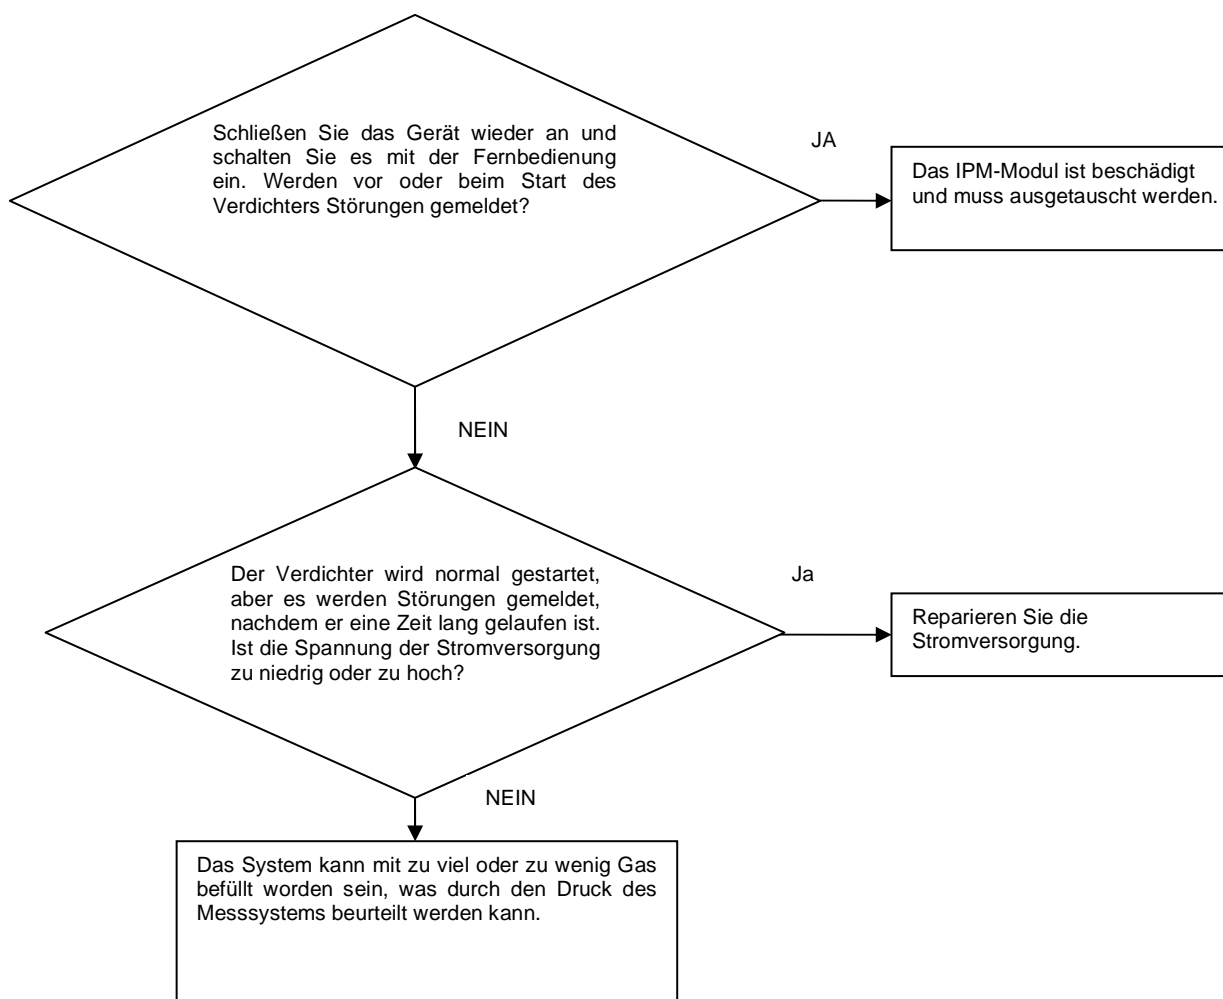 Schließen Sie das Gerät wieder an und
schalten Sie es mit der Fernbedienung
ein. Werden vor oder beim Start des
Verdichters Störungen gemeldet?
JA
Das IPM-Modul ist beschädigt
und muss ausgetauscht werden.
NEIN
Der Verdichter wird normal gestartet,
aber es werden Störungen gemeldet,
nachdem er eine Zeit lang gelaufen ist.
Ist die Spannung der Stromversorgung
zu niedrig oder zu hoch?
Ja
Reparieren Sie die
Stromversorgung.
NEIN
Das System kann mit zu viel oder zu wenig Gas
befüllt worden sein, was durch den Druck des
Messsystems beurteilt werden kann.